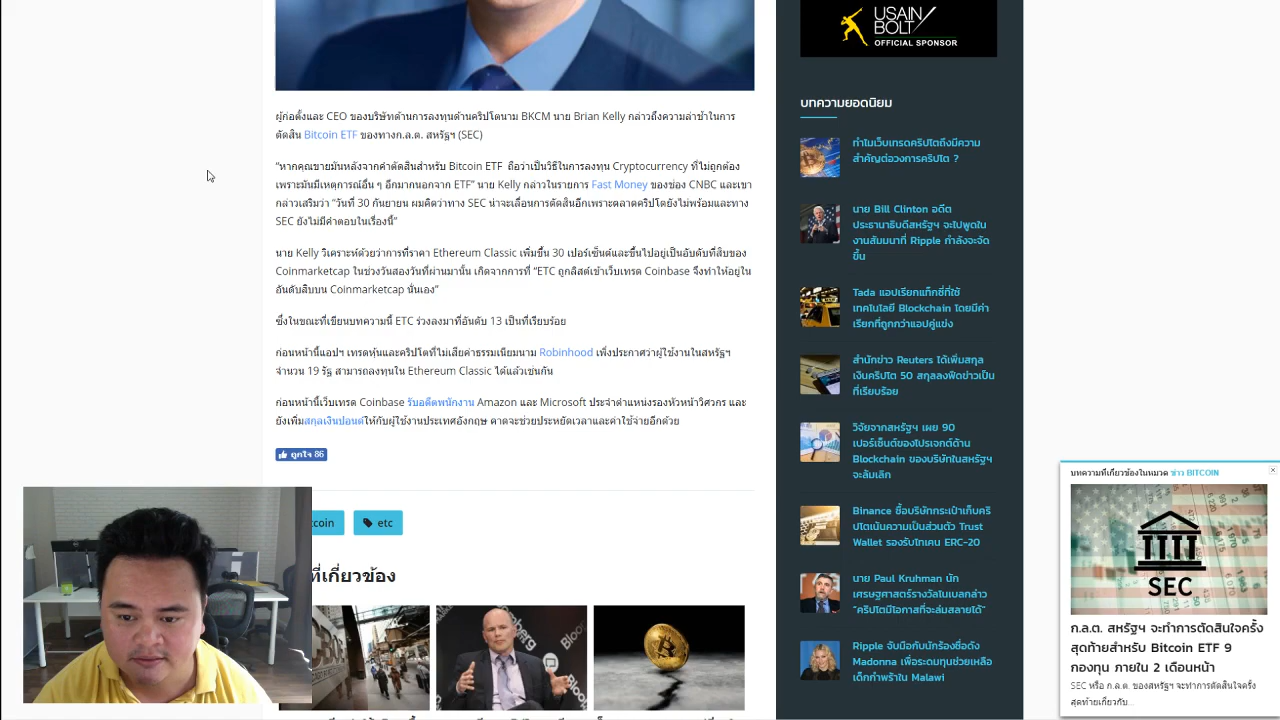 ผู้ก่อตั้งและ CEO ของบริษัทด้านการลงทุนด้านคริปโตนาม BKCM นาย Brian Kelly กล่าวถึงความล่าช้าในการ
ตัดสิน Bitcoin ETF ของทางก.ล.ต. สหรัฐฯ (SEC)
“หากคุณขายมันหลังจากคำตัดสินสำหรับ Bitcoin ETF ถือว่าเป็นวิธีในการลงทุน Cryptocurrency ที่ไม่ถูกต้อง
เพราะมันมีเหตุการณ์อื่น ๆ อีกมากนอกจาก ETF” นาย Kelly กล่าวในรายการ Fast Money ของช่อง CNBC และเขา
กล่าวเสริมว่า “วันที่ 30 กันยายน ผมคิดว่าทาง SEC น่าจะเลื่อนการตัดสินอีกเพราะตลาดคริปโตยังไม่พร้อมและทาง
SEC ยังไม่มีคำตอบในเรื่องนี้”
นาย Kelly วิเคราะห์ด้วยว่าการที่ราคา Ethereum Classic เพิ่มขึ้น 30 เปอร์เซ็นต์และขึ้นไปอยู่เป็นอันดับที่สิบของ
Coinmarketcap ในช่วงวันสองวันที่ผ่านมานั้น เกิดจากการที่ “ETC ถูกลิสต์เข้าเว็บเทรด Coinbase จึงทำให้อยู่ใน
อันดับสิบบน Coinmarketcap นั่นเอง”
ซึ่งในขณะที่เขียนบทความนี้ ETC ร่วงลงมาที่อันดับ 13 เป็นที่เรียบร้อย
ก่อนหน้านี้แอปฯ เทรดหุ้นและคริปโตที่ไม่เสียค่าธรรมเนียมนาม Robinhood เพิ่งประกาศว่าผู้ใช้งานในสหรัฐฯ
จำนวน 19 รัฐ สามารถลงทุนใน Ethereum Classic ได้แล้วเช่นกัน
ก่อนหน้านี้เว็บเทรด Coinbase รับอดีตพนักงาน Amazon และ Microsoft ประจำตำแหน่งรองหัวหน้าวิศวกร และ
ยังเพิ่มสกุลเงินปอนด์ให้กับผู้ใช้งานประเทศอังกฤษ คาดจะช่วยประหยัดเวลาและค่าใช้จ่ายอีกด้วย
ถูกใจ 86
tcoin
etc
ที่เกี่ยวข้อง
USAIN
BOLT
OFFICIAL SPONSOR
บทความยอดนิยม
ทำไมเว็บเทรดคริปโตถึงมีความ
สำคัญต่อวงการคริปโต ?
นาย Bill Clinton อดีต
ประธานาธิบดีสหรัฐฯ จะไปพูดใน
งานสัมมนาที่ Ripple กำลังจะจัด
ขึ้น
Tada แอปเรียกแท็กซี่ที่ใช้
เทคโนโลยี Blockchain โดยมีค่า
เรียกที่ถูกกว่าแอปคู่แข่ง
สำนักข่าว Reuters ได้เพิ่มสกุล
เงินคริปโต 50 สกุลลงฟีดข่าวเป็น
ที่เรียบร้อย
วิจัยจากสหรัฐฯ เผย 90
เปอร์เซ็นต์ของโปรเจกต์ด้าน
Blockchain ของบริษัทในสหรัฐฯ
จะล้มเลิก
Binance ซื้อบริษัทกระเป๋าเก็บคริ
ปโตเน้นความเป็นส่วนตัว Trust
Wallet รองรับโทเคน ERC-20
นาย Paul Kruhman นัก
เศรษฐศาสตร์รางวัลโนเบลกล่าว
“คริปโตมีโอกาสที่จะล่มสลายได้”
Ripple จับมือกับนักร้องชื่อดัง
Madonna เพื่อระดมทุนช่วยเหลือ
เด็กกำพร้าใน Malawi
บทความที่เกี่ยวข้องในหมวด ข่าว BITCOIN
SEC
ก.ล.ต. สหรัฐฯ จะทำการตัดสินใจครั้ง
สุดท้ายสำหรับ Bitcoin ETF 9
กองทุน ภายใน 2 เดือนหน้า
SEC หรือ ก.ล.ต. ของสหรัฐฯ จะทำการตัดสินใจครั้ง
สุดท้ายเกี่ยวกับ...